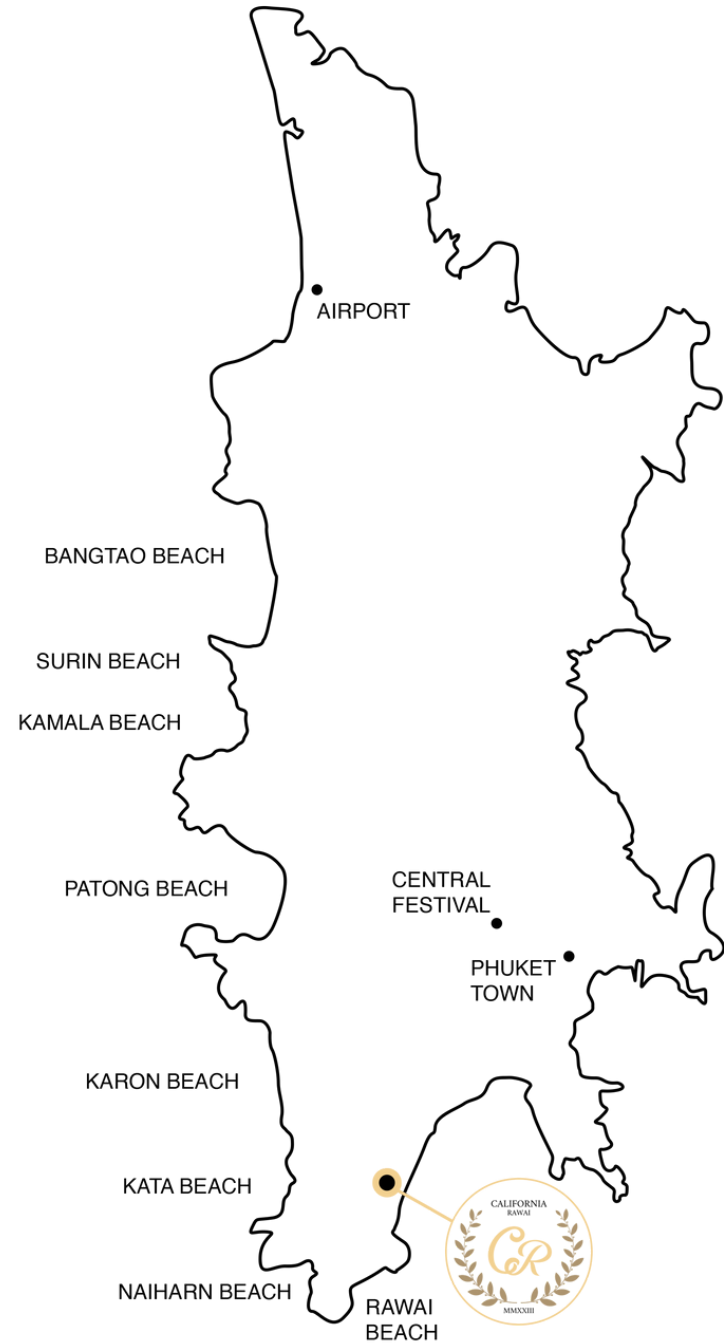 AIRPORT
BANGTAO BEACH
SURIN BEACH
KAMALA BEACH
PATONG BEACH
CENTRAL
FESTIVAL
PHUKET
TOWN
KARON BEACH
KATA BEACH
CALIFORNIA
RAWAI
CR
MMXXIII
NAIHARN BEACH
RAWAI
BEACH